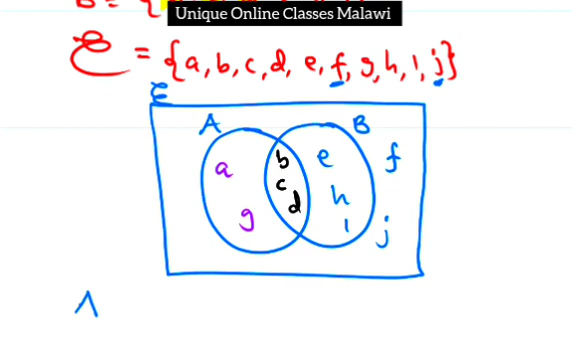 B = {
Unique Online Classes Malawi
ℰ = {a, b, c, d, e, f, g, h, i, j}
ℰ
A B
a b e f
c
d h
g i j